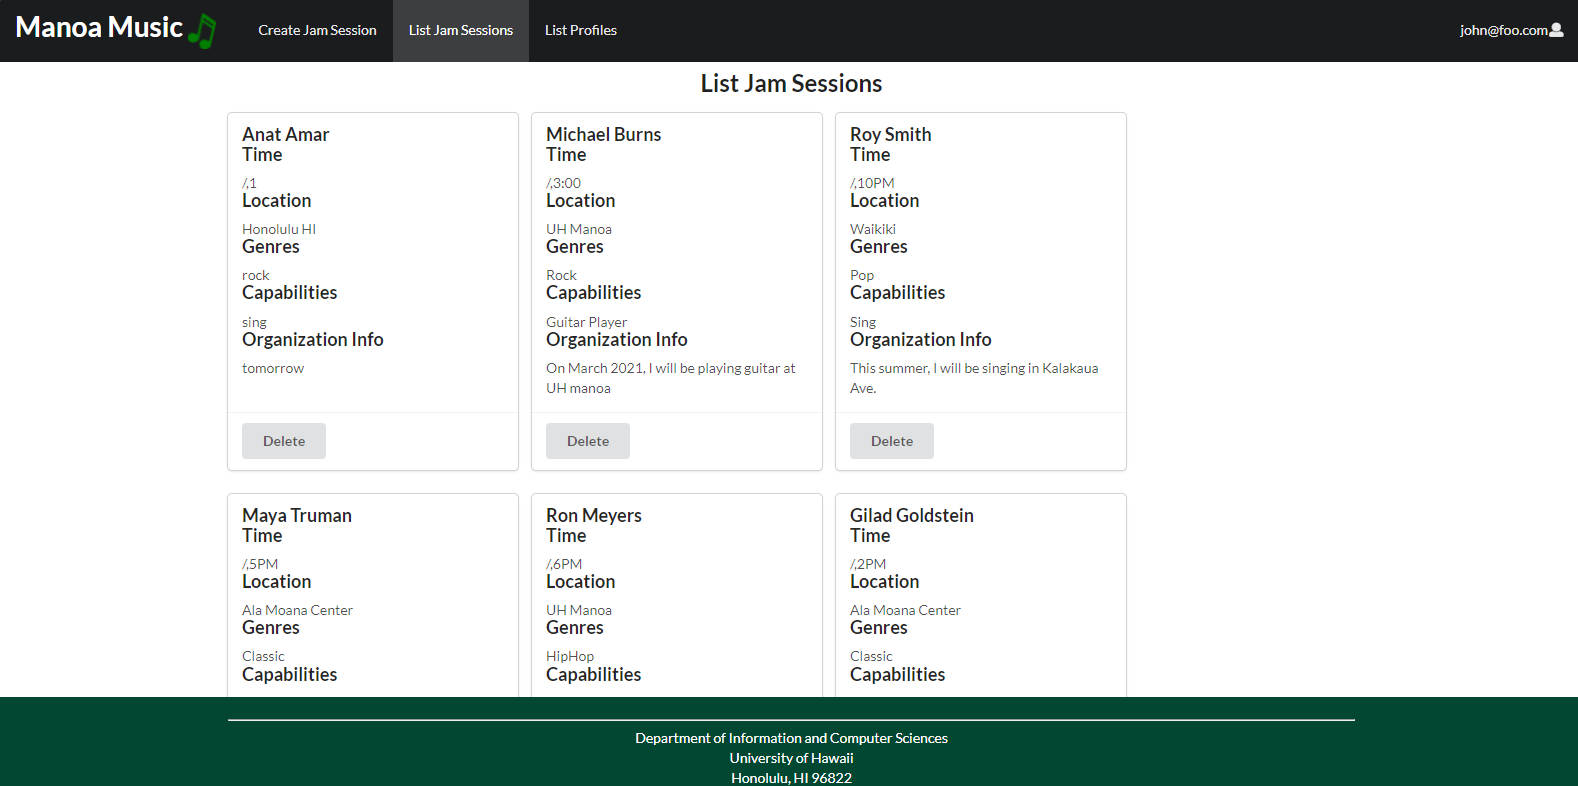 Manoa Music
Create Jam Session
List Jam Sessions
List Profiles
john@foo.com
List Jam Sessions
Anat Amar
Time
/,1
Location
Honolulu HI
Genres
rock
Capabilities
sing
Organization Info
tomorrow
Delete
Michael Burns
Time
/,3:00
Location
UH Manoa
Genres
Rock
Capabilities
Guitar Player
Organization Info
On March 2021, I will be playing guitar at
UH manoa
Delete
Roy Smith
Time
/,10PM
Location
Waikiki
Genres
Pop
Capabilities
Sing
Organization Info
This summer, I will be singing in Kalakaua
Ave.
Delete
Maya Truman
Time
/,5PM
Location
Ala Moana Center
Genres
Classic
Capabilities
Ron Meyers
Time
/,6PM
Location
UH Manoa
Genres
HipHop
Capabilities
Gilad Goldstein
Time
/,2PM
Location
Ala Moana Center
Genres
Classic
Capabilities
Department of Information and Computer Sciences
University of Hawaii
Honolulu, HI 96822